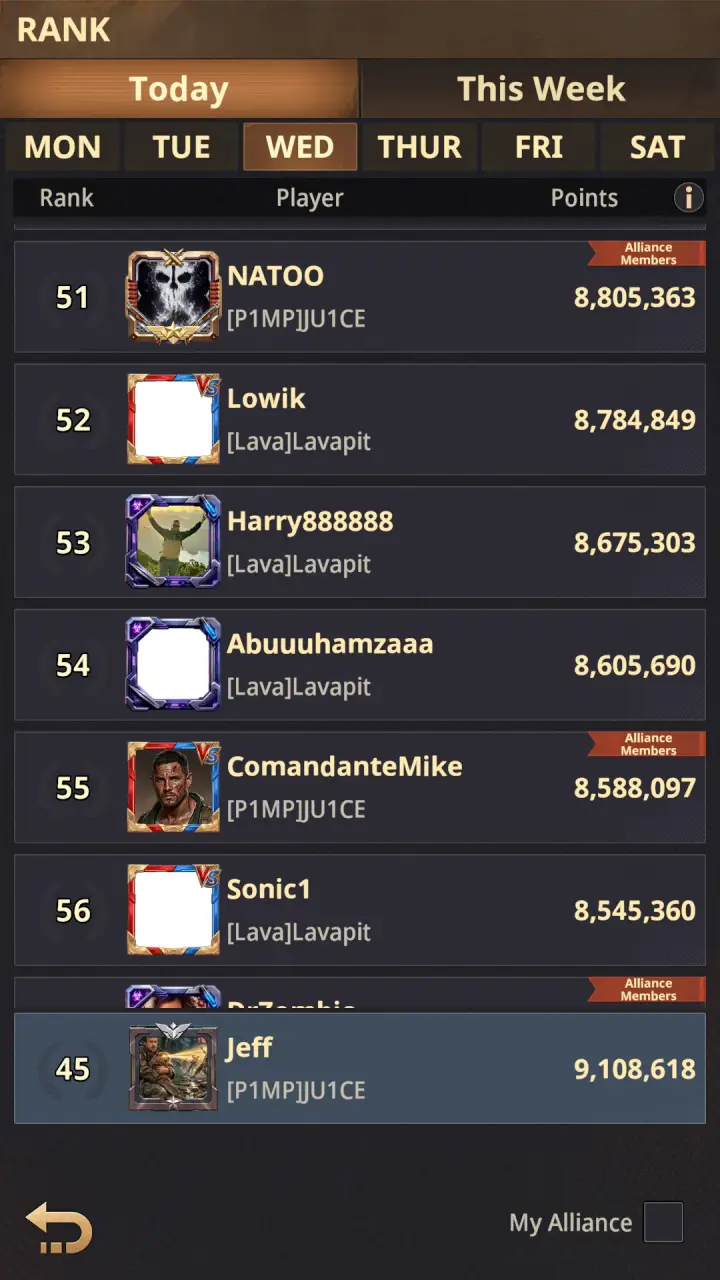 RANK
Today
This Week
MON
TUE
WED
THUR
FRI
SAT
Rank
Player
Points
51
NATOO
[P1MP]JU1CE
Alliance
Members
8,805,363
52
Lowik
[Lava]Lavapit
8,784,849
53
Harry888888
[Lava]Lavapit
8,675,303
54
Abuuuhamzaaa
[Lava]Lavapit
8,605,690
55
ComandanteMike
[P1MP]JU1CE
Alliance
Members
8,588,097
56
Sonic1
[Lava]Lavapit
8,545,360
Alliance
Members
45
Jeff
[P1MP]JU1CE
9,108,618
My Alliance